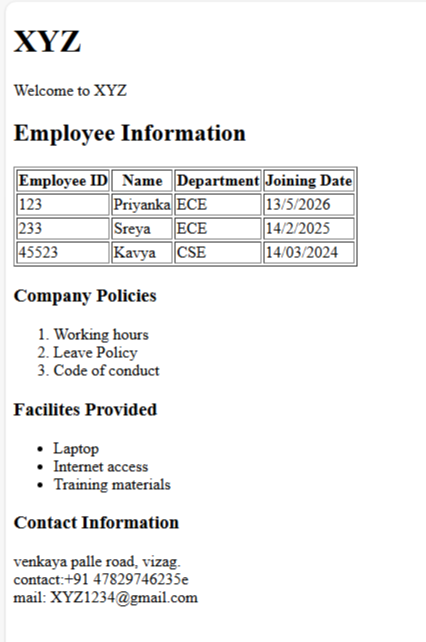 XYZ
Welcome to XYZ
Employee Information
Employee ID Name Department Joining Date
123 Priyanka ECE 13/5/2026
233 Sreya ECE 14/2/2025
45523 Kavya CSE 14/03/2024
Company Policies
1. Working hours
2. Leave Policy
3. Code of conduct
Facilites Provided
• Laptop
• Internet access
• Training materials
Contact Information
venkaya palle road, vizag.
contact:+91 47829746235e
mail: XYZ1234@gmail.com